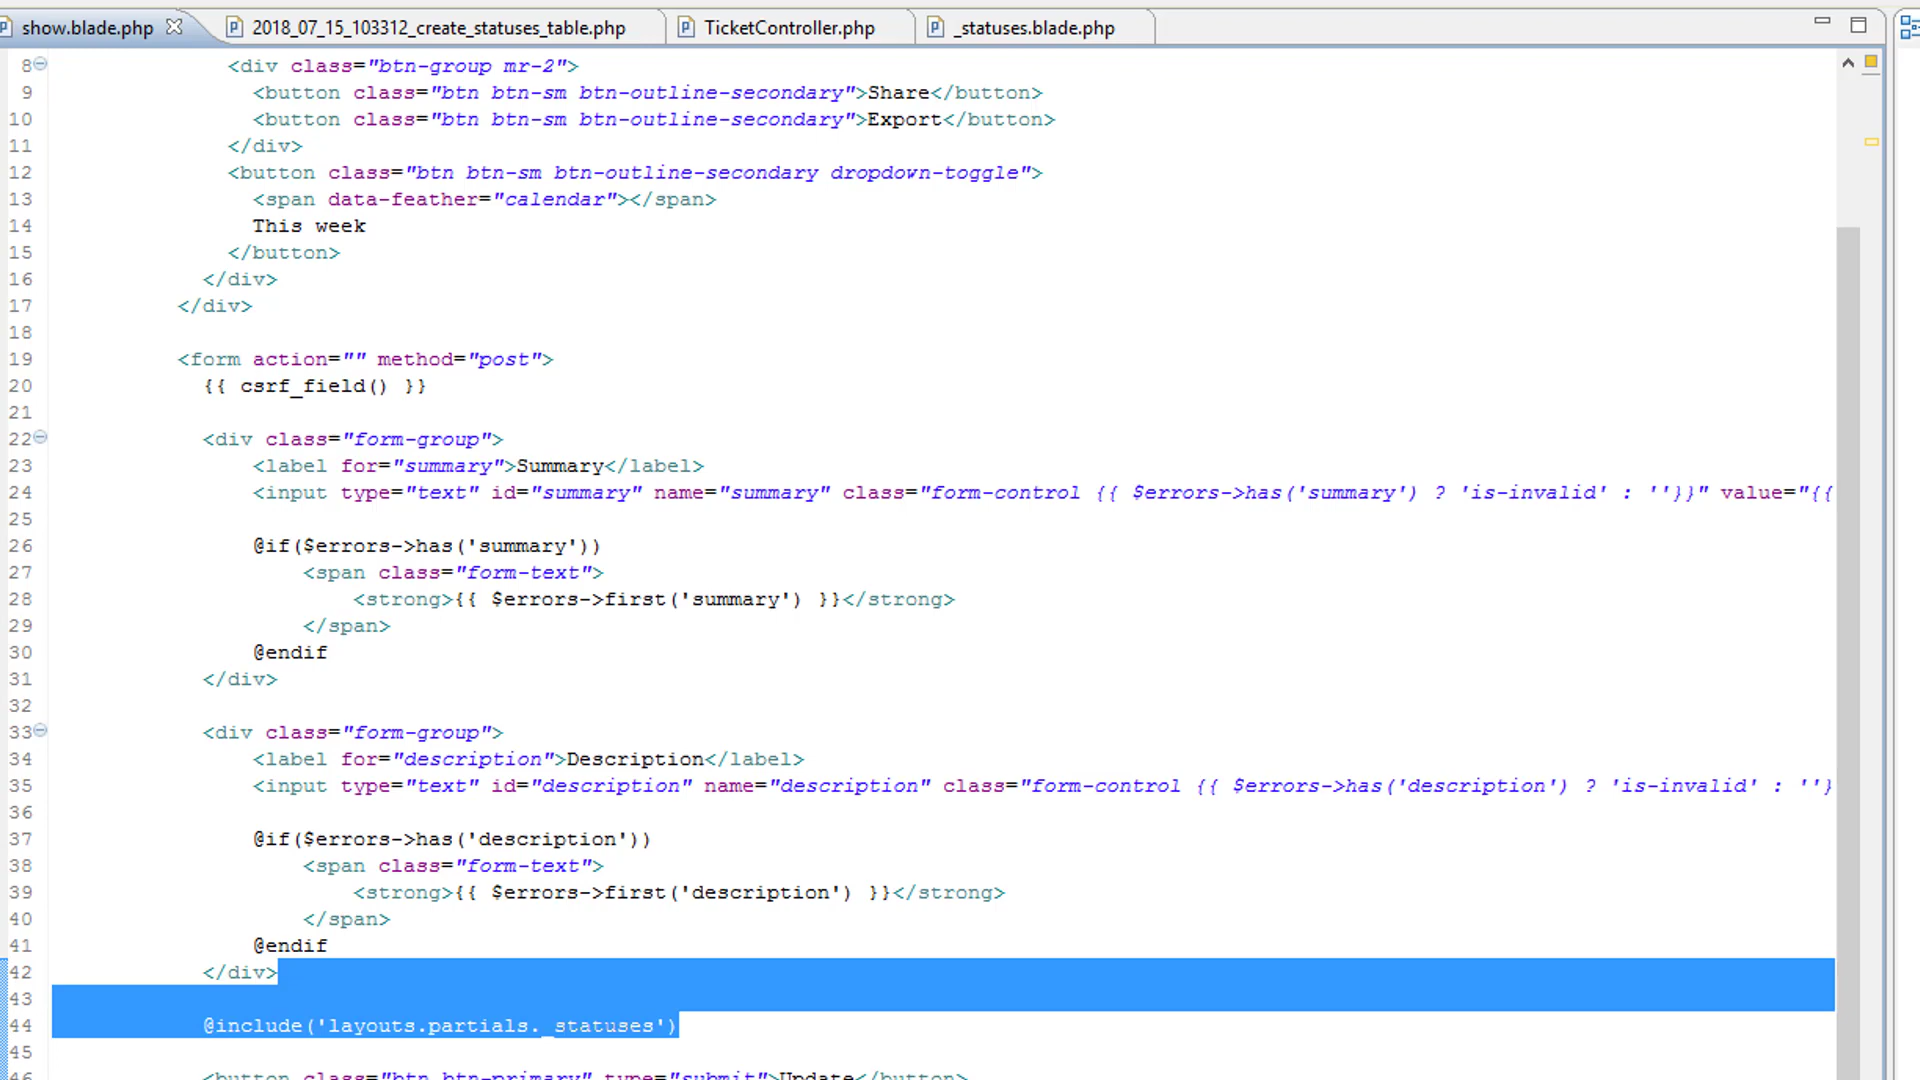 show.blade.php 2018_07_15_103312_create_statuses_table.php TicketController.php _statuses.blade.php
8 <div class="btn-group mr-2">
9 <button class="btn btn-sm btn-outline-secondary">Share</button>
10 <button class="btn btn-sm btn-outline-secondary">Export</button>
11 </div>
12 <button class="btn btn-sm btn-outline-secondary dropdown-toggle">
13 <span data-feather="calendar"></span>
14 This week
15 </button>
16 </div>
17 </div>
18
19 <form action="" method="post">
20 {{ csrf_field() }}
21
22 <div class="form-group">
23 <label for="summary">Summary</label>
24 <input type="text" id="summary" name="summary" class="form-control {{ $errors->has('summary') ? 'is-invalid' : ''}}" value="{{
25
26 @if($errors->has('summary'))
27 <span class="form-text">
28 <strong>{{ $errors->first('summary') }}</strong>
29 </span>
30 @endif
31 </div>
32
33 <div class="form-group">
34 <label for="description">Description</label>
35 <input type="text" id="description" name="description" class="form-control {{ $errors->has('description') ? 'is-invalid' : ''}
36
37 @if($errors->has('description'))
38 <span class="form-text">
39 <strong>{{ $errors->first('description') }}</strong>
40 </span>
41 @endif
42 </div>
43
44 @include('layouts.partials._statuses')
45
46 <button class="btn btn-primary" type="submit">Update</button>